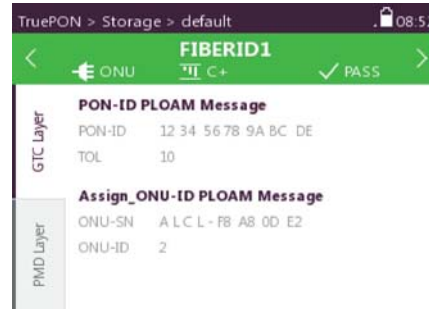 TruePON > Storage > default 08:52
FIBERID1
ONU C+ PASS
GTC Layer
PON-ID PLOAM Message
PON-ID 12 34 56 78 9A BC DE
TOL 10
Assign_ONU-ID PLOAM Message
ONU-SN A L C L - F8 A8 0D E2
ONU-ID 2
PMD Layer